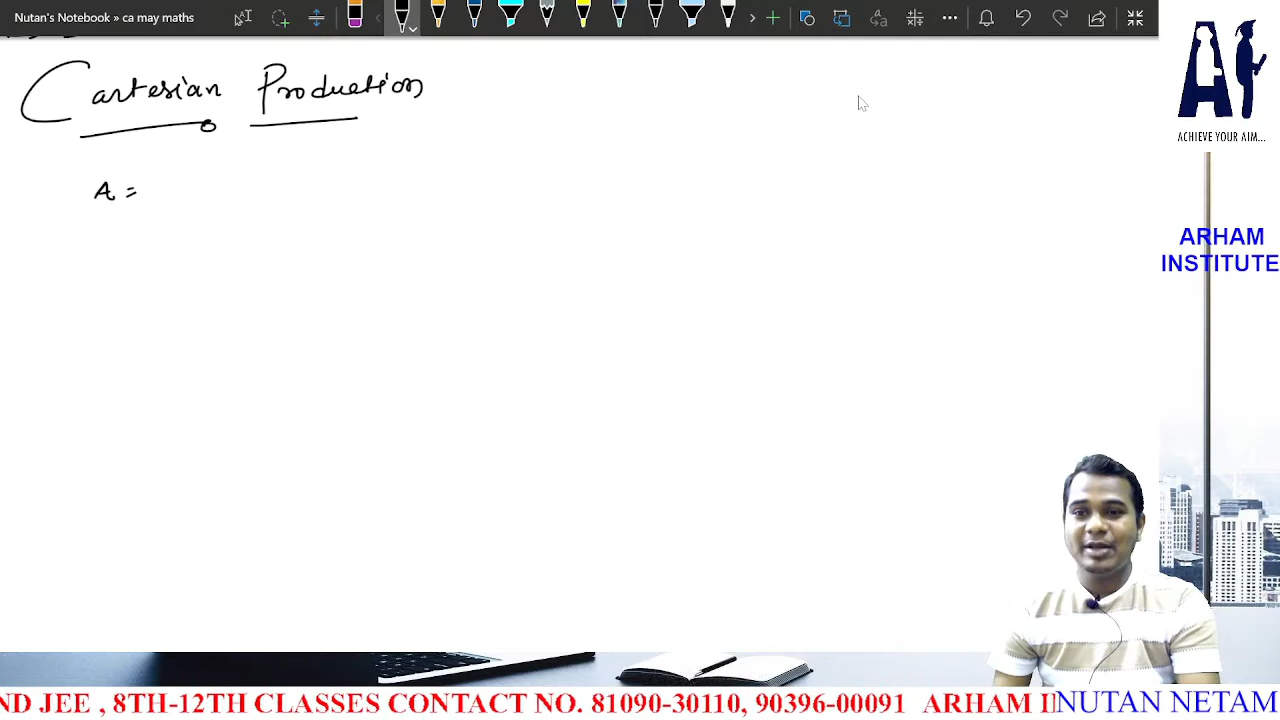 Nutan's Notebook » ca may maths
Cartesian Production
A =
ACHIEVE YOUR AIM...
ARHAM
INSTITUTE
ND JEE , 8TH-12TH CLASSES CONTACT NO. 81090-30110, 90396-00091 ARHAM I
NUTAN NETAM